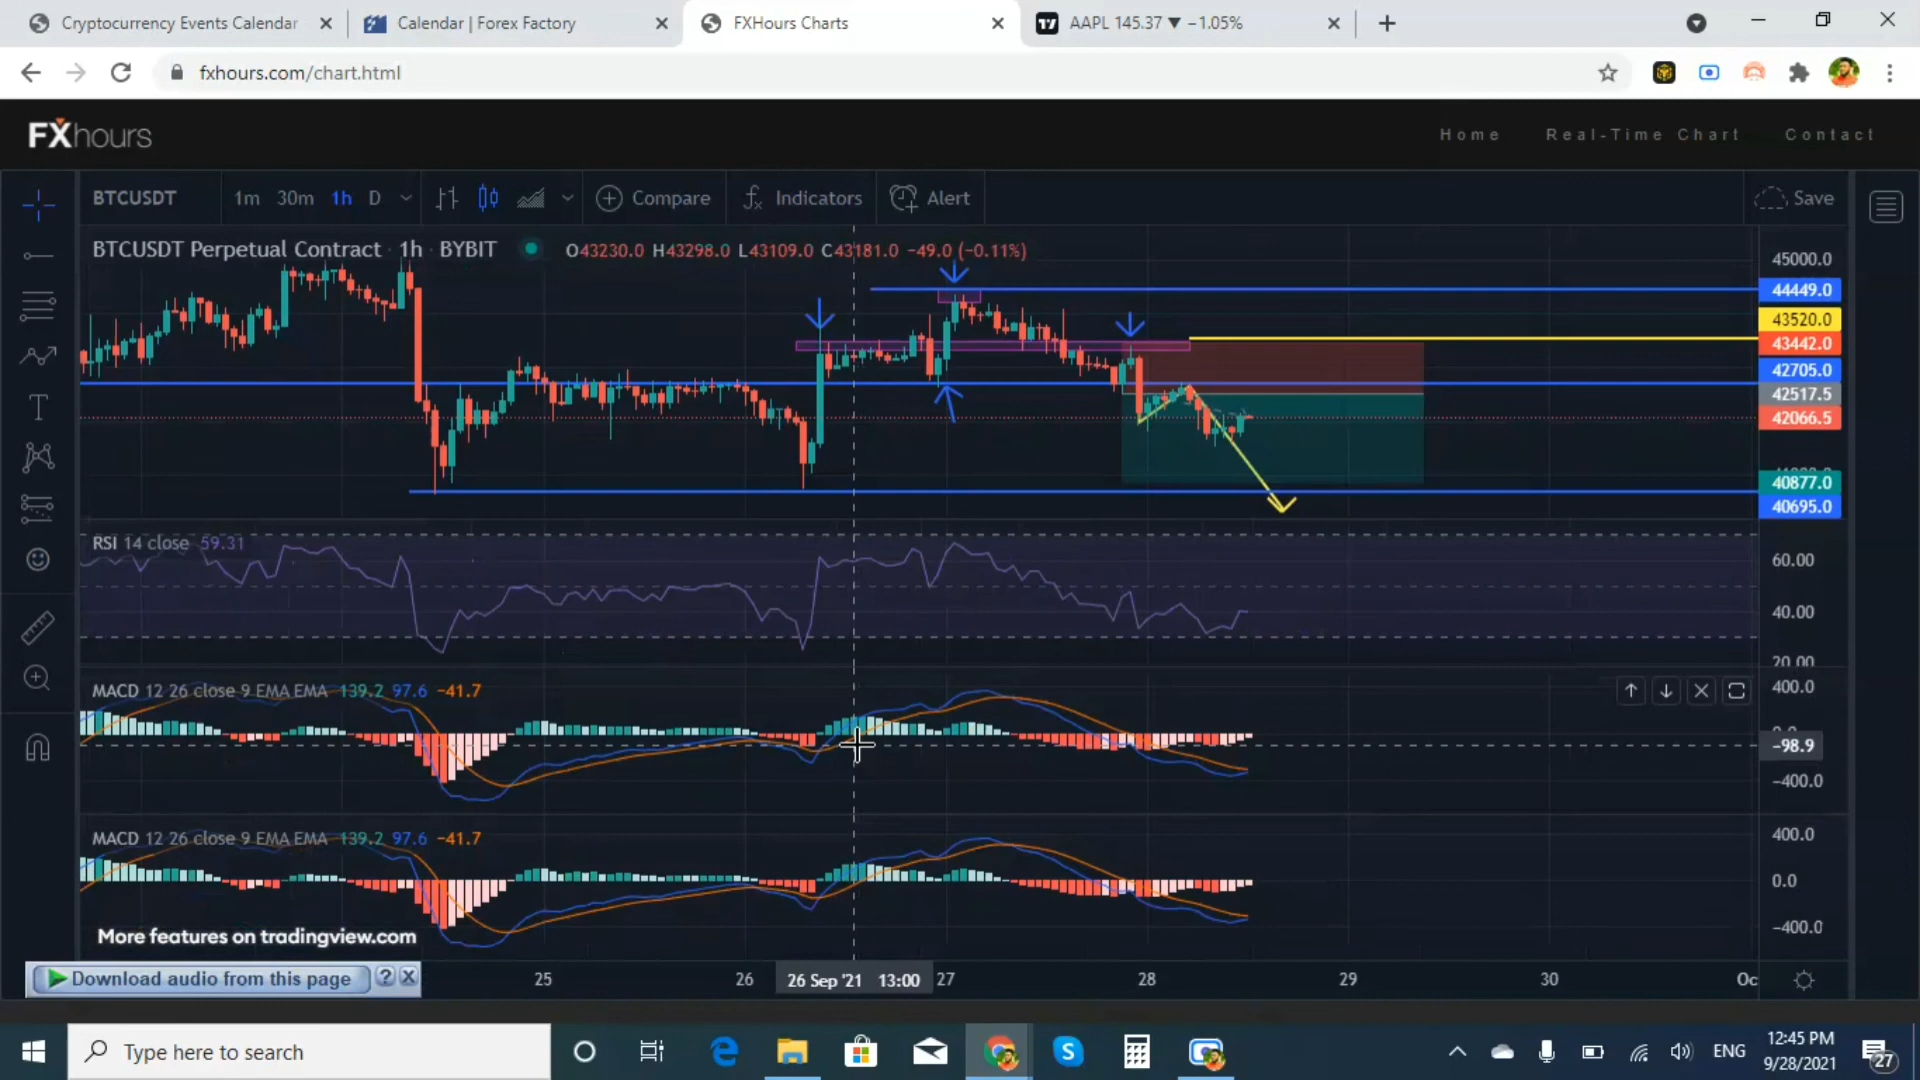 Cryptocurrency Events Calendar
Calendar | Forex Factory
FXHours Charts
AAPL 145.37 ▼ −1.05%
fxhours.com/chart.html
FXhours
Home Real-Time Chart Contact
BTCUSDT 1m 30m 1h D Compare Indicators Alert Save
BTCUSDT Perpetual Contract · 1h · BYBIT O43230.0 H43298.0 L43109.0 C43181.0 −49.0 (−0.11%)
45000.0
44449.0
43520.0
43442.0
42705.0
42517.5
42066.5
40877.0
40695.0
RSI 14 close 59.31
60.00
40.00
20.00
MACD 12 26 close 9 EMA EMA 139.2 97.6 −41.7
400.0
−98.9
−400.0
MACD 12 26 close 9 EMA EMA 139.2 97.6 −41.7
400.0
0.0
−400.0
More features on tradingview.com
Download audio from this page ? X
25 26 26 Sep '21 13:00 27 28 29 30 Oc
Type here to search
ENG
12:45 PM
9/28/2021
27